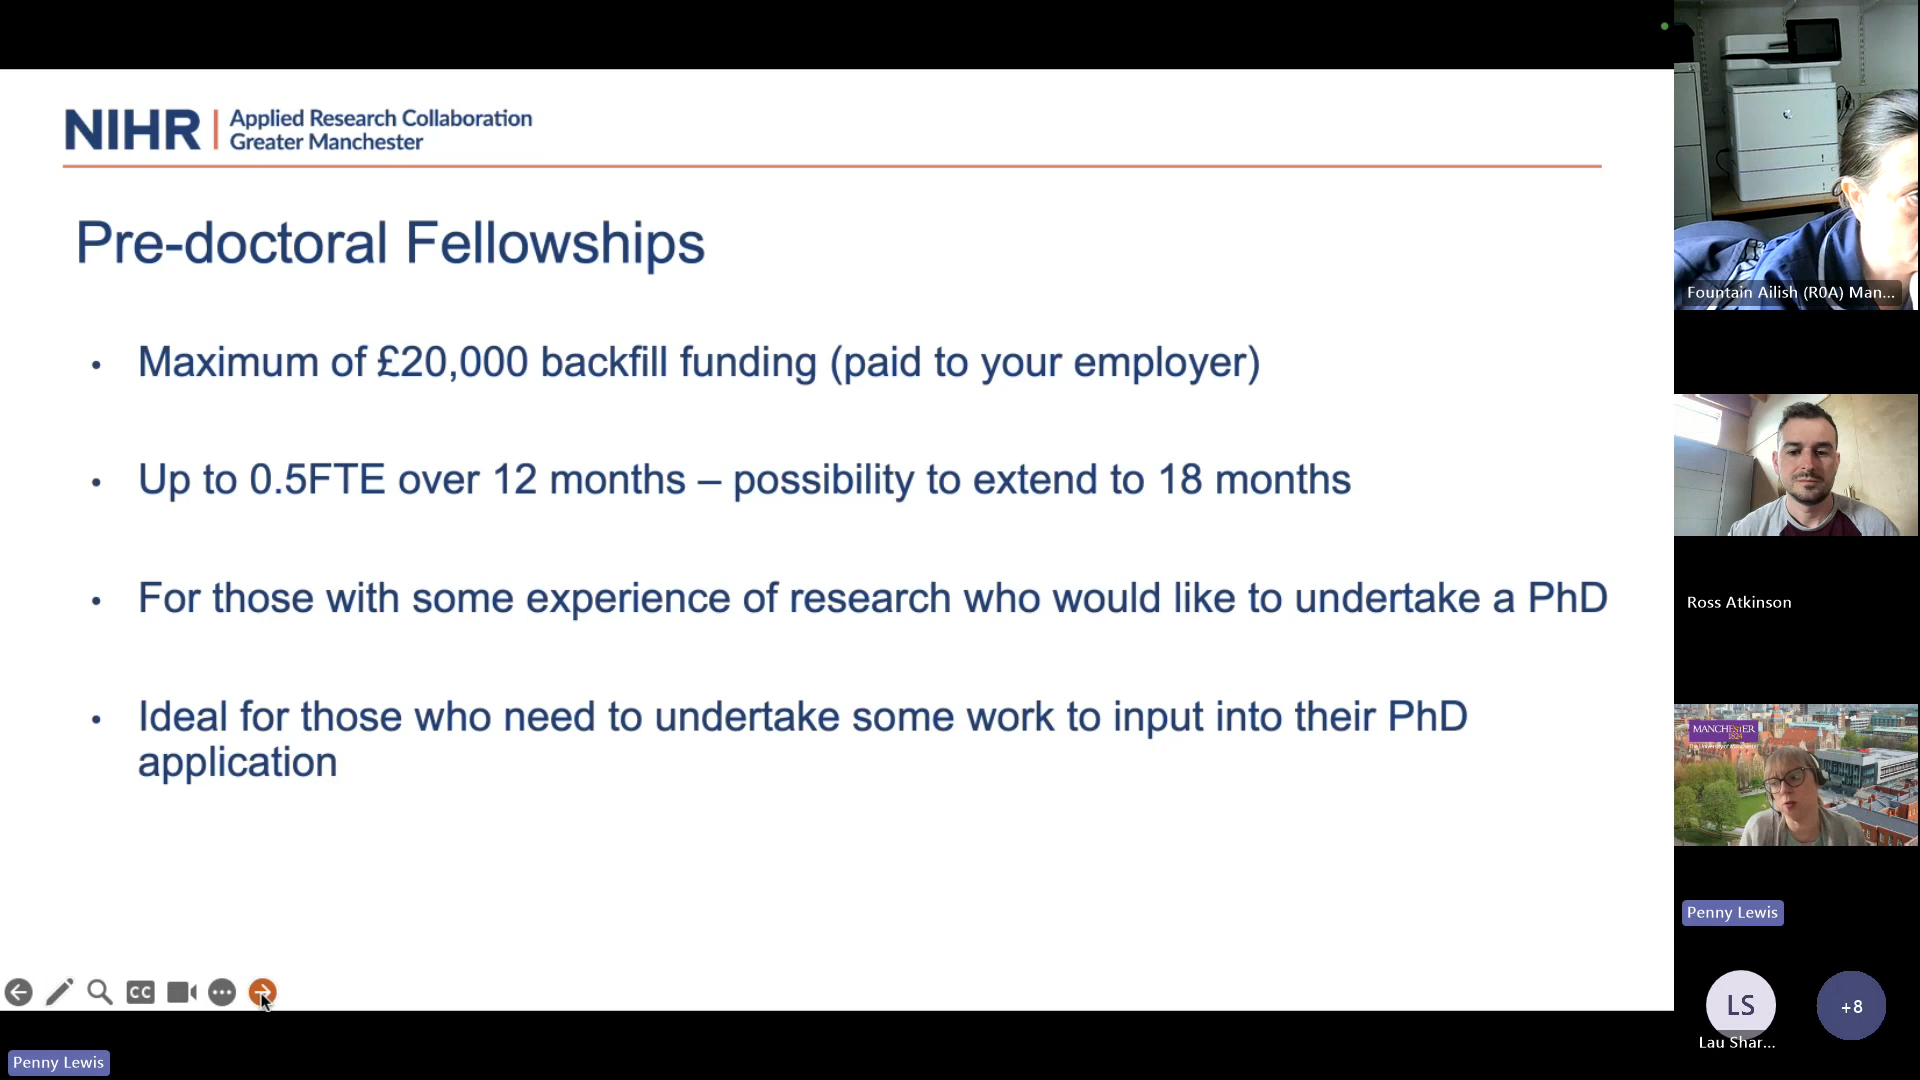 NIHR | Applied Research Collaboration
Greater Manchester
Pre-doctoral Fellowships
• Maximum of £20,000 backfill funding (paid to your employer)
• Up to 0.5FTE over 12 months – possibility to extend to 18 months
• For those with some experience of research who would like to undertake a PhD
• Ideal for those who need to undertake some work to input into their PhD
application
CC
Penny Lewis
Fountain Ailish (R0A) Man...
Ross Atkinson
MANCHESTER
1824
Penny Lewis
LS
+8
Lau Shar...